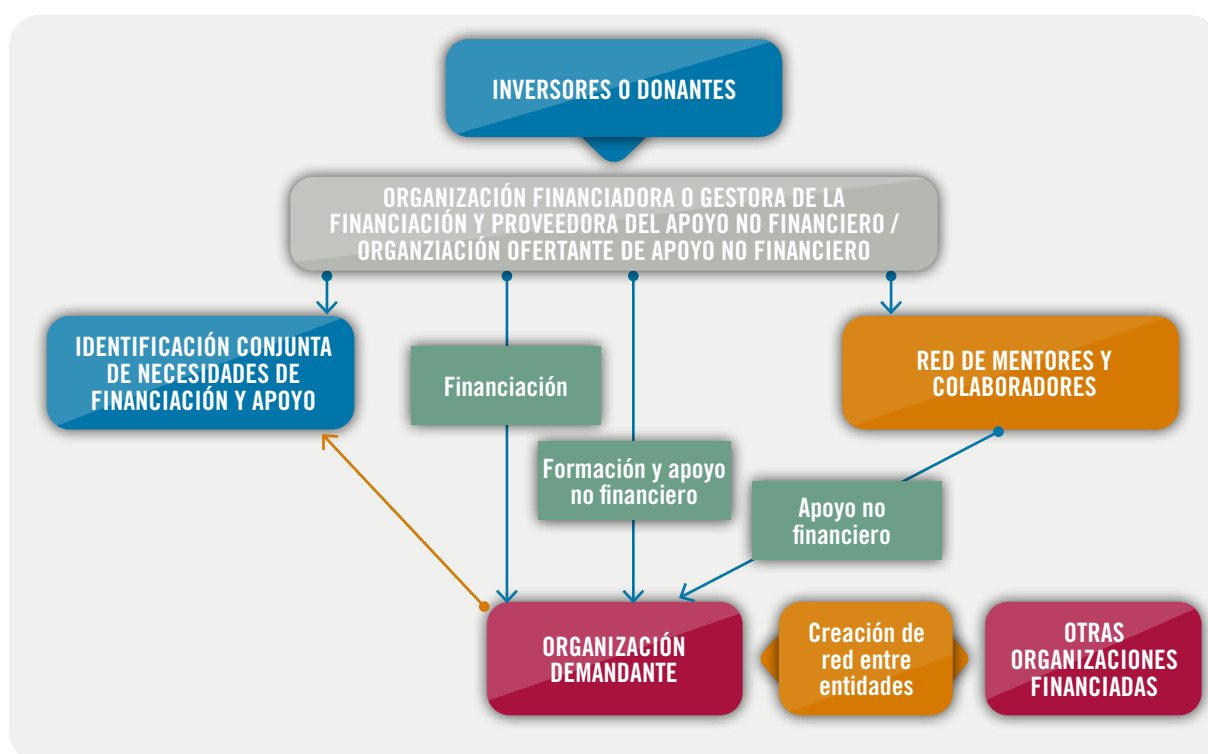 INVERSORES O DONANTES
ORGANIZACIÓN FINANCIADORA O GESTORA DE LA
FINANCIACIÓN Y PROVEEDORA DEL APOYO NO FINANCIERO /
ORGANZIACIÓN OFERTANTE DE APOYO NO FINANCIERO
IDENTIFICACIÓN CONJUNTA
DE NECESIDADES DE
FINANCIACIÓN Y APOYO
RED DE MENTORES Y
COLABORADORES
Financiación
Formación y apoyo
no financiero
Apoyo no
financiero
ORGANIZACIÓN
DEMANDANTE
Creación de
red entre
entidades
OTRAS
ORGANIZACIONES
FINANCIADAS